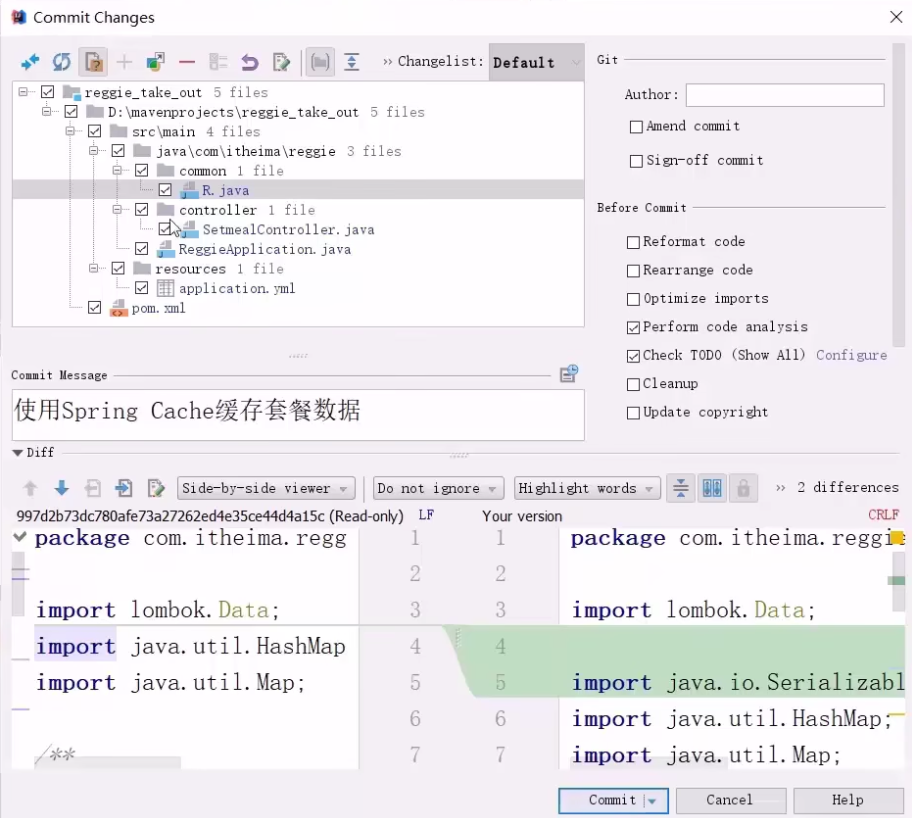 Commit Changes
Changelist: Default
reggie_take_out 5 files
D:\mavenprojects\reggie_take_out 5 files
src\main 4 files
java\com\itheima\reggie 3 files
common 1 file
R.java
controller 1 file
SetmealController.java
ReggieApplication.java
resources 1 file
application.yml
pom.xml
Git
Author:
Amend commit
Sign-off commit
Before Commit
Reformat code
Rearrange code
Optimize imports
Perform code analysis
Check TODO (Show All) Configure
Cleanup
Update copyright
Commit Message
使用Spring Cache缓存套餐数据
Diff
Side-by-side viewer Do not ignore Highlight words 2 differences
997d2b73dc780afe73a27262ed4e35ce44d4a15c (Read-only) LF Your version CRLF
package com.itheima.regg 1 1 package com.itheima.reggie
2 2
import lombok.Data; 3 3 import lombok.Data;
import java.util.HashMap 4 4
import java.util.Map; 5 5 import java.io.Serializabl
6 6 import java.util.HashMap;
/** 7 7 import java.util.Map;
Commit Cancel Help